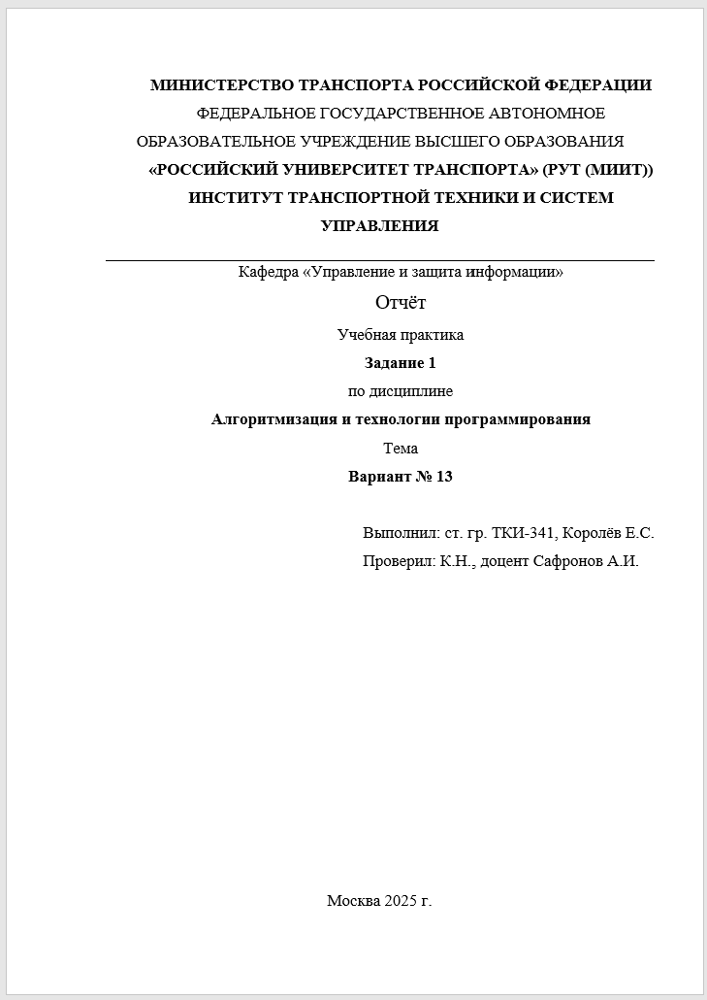 МИНИСТЕРСТВО ТРАНСПОРТА РОССИЙСКОЙ ФЕДЕРАЦИИ
ФЕДЕРАЛЬНОЕ ГОСУДАРСТВЕННОЕ АВТОНОМНОЕ
ОБРАЗОВАТЕЛЬНОЕ УЧРЕЖДЕНИЕ ВЫСШЕГО ОБРАЗОВАНИЯ
«РОССИЙСКИЙ УНИВЕРСИТЕТ ТРАНСПОРТА» (РУТ (МИИТ))
ИНСТИТУТ ТРАНСПОРТНОЙ ТЕХНИКИ И СИСТЕМ
УПРАВЛЕНИЯ
Кафедра «Управление и защита информации»
Отчёт
Учебная практика
Задание 1
по дисциплине
Алгоритмизация и технологии программирования
Тема
Вариант № 13
Выполнил: ст. гр. ТКИ-341, Королёв Е.С.
Проверил: К.Н., доцент Сафронов А.И.
Москва 2025 г.